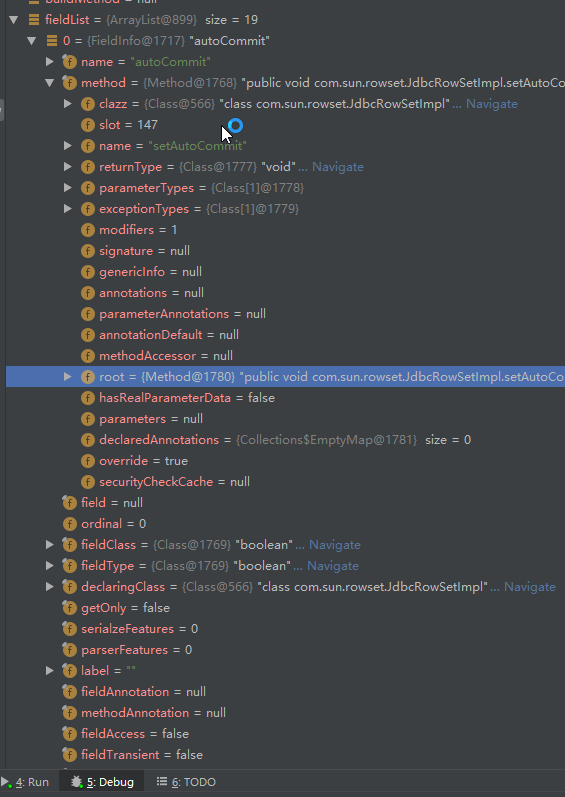 buildMethod = null
fieldList = {ArrayList@899} size = 19
0 = {FieldInfo@1717} "autoCommit"
name = "autoCommit"
method = {Method@1768} "public void com.sun.rowset.JdbcRowSetImpl.setAutoCo
clazz = {Class@566} "class com.sun.rowset.JdbcRowSetImpl"... Navigate
slot = 147
name = "setAutoCommit"
returnType = {Class@1777} "void"... Navigate
parameterTypes = {Class[1]@1778}
exceptionTypes = {Class[1]@1779}
modifiers = 1
signature = null
genericInfo = null
annotations = null
parameterAnnotations = null
annotationDefault = null
methodAccessor = null
root = {Method@1780} "public void com.sun.rowset.JdbcRowSetImpl.setAutoCo
hasRealParameterData = false
parameters = null
declaredAnnotations = {Collections$EmptyMap@1781} size = 0
override = true
securityCheckCache = null
field = null
ordinal = 0
fieldClass = {Class@1769} "boolean"... Navigate
fieldType = {Class@1769} "boolean"... Navigate
declaringClass = {Class@566} "class com.sun.rowset.JdbcRowSetImpl"... Navigate
getOnly = false
serialzeFeatures = 0
parserFeatures = 0
label = ""
fieldAnnotation = null
methodAnnotation = null
fieldAccess = false
fieldTransient = false
4: Run 5: Debug 6: TODO